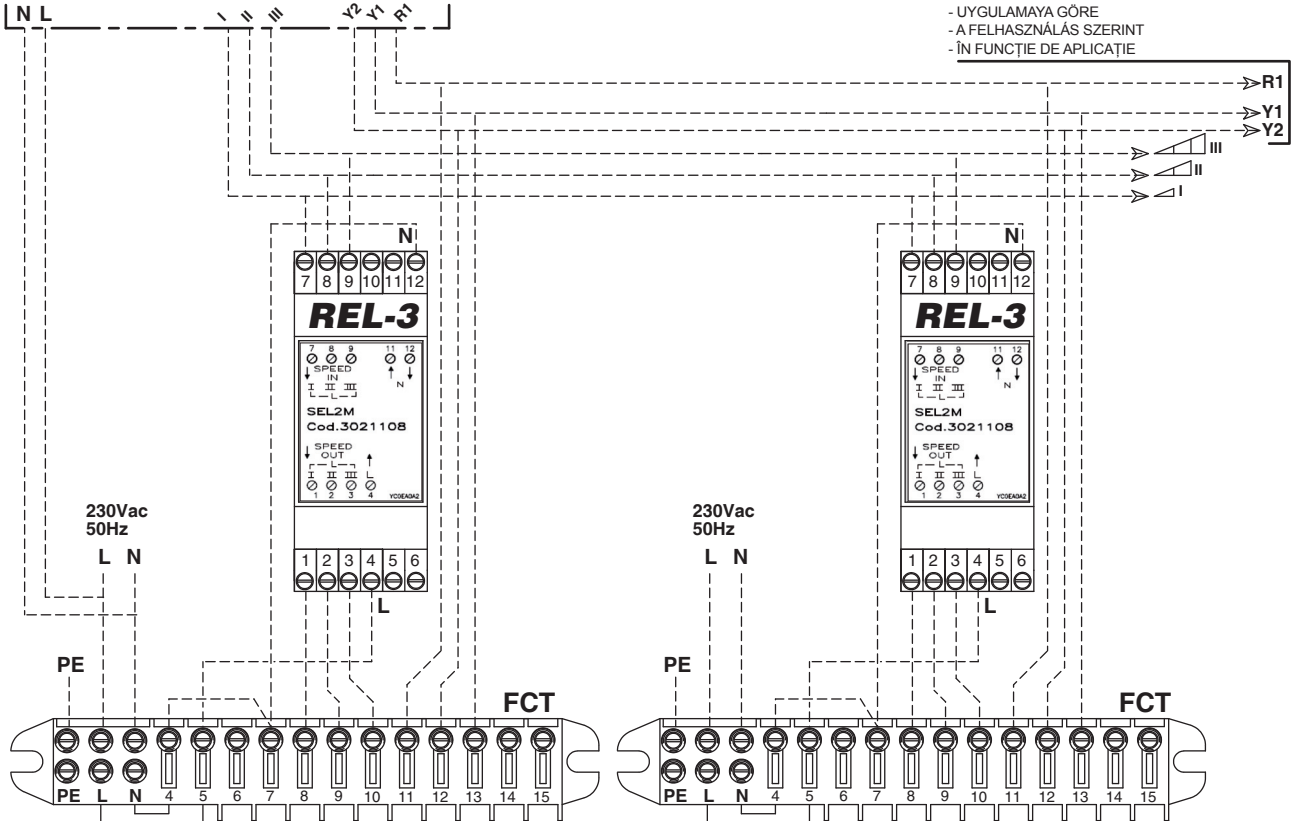 N L I II III Y2 Y1 R1
- UYGULAMAYA GÖRE
- A FELHASZNÁLÁS SZERINT
- ÎN FUNCȚIE DE APLICAȚIE
R1
Y1
Y2
III
II
I
N
7 8 9 10 11 12
REL-3
7 8 9 11 12
SPEED
IN
N
I II III
L
SEL2M
Cod.3021108
SPEED
OUT
L
I II III L
1 2 3 4
YC0EA0A2
1 2 3 4 5 6
L
N
7 8 9 10 11 12
REL-3
7 8 9 11 12
SPEED
IN
N
I II III
L
SEL2M
Cod.3021108
SPEED
OUT
L
I II III L
1 2 3 4
YC0EA0A2
1 2 3 4 5 6
L
230Vac
50Hz
L N
PE
FCT
PE L N 4 5 6 7 8 9 10 11 12 13 14 15
230Vac
50Hz
L N
PE
FCT
PE L N 4 5 6 7 8 9 10 11 12 13 14 15